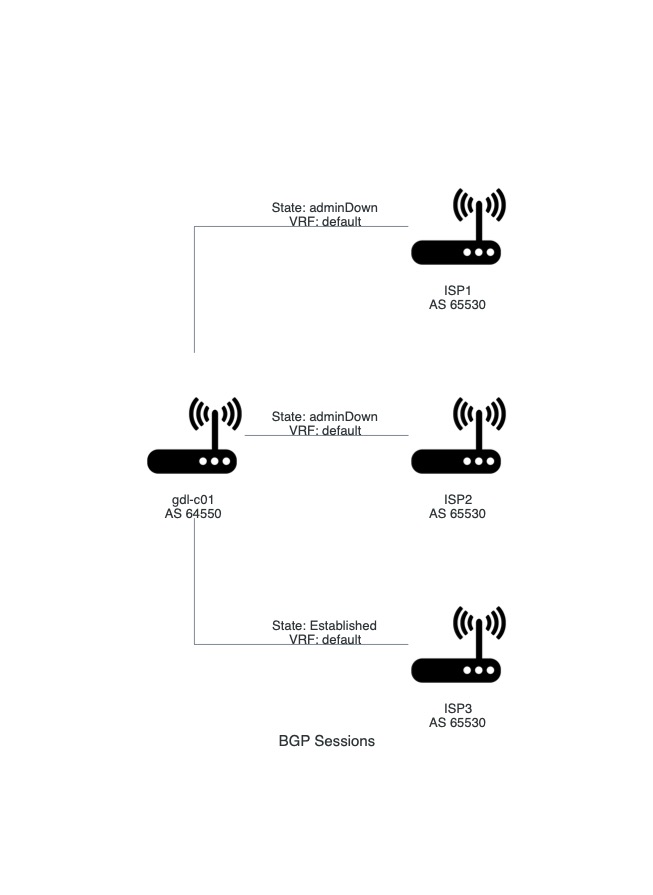 State: adminDown
VRF: default
ISP1
AS 65530
State: adminDown
VRF: default
gdl-c01
AS 64550
ISP2
AS 65530
State: Established
VRF: default
ISP3
AS 65530
BGP Sessions